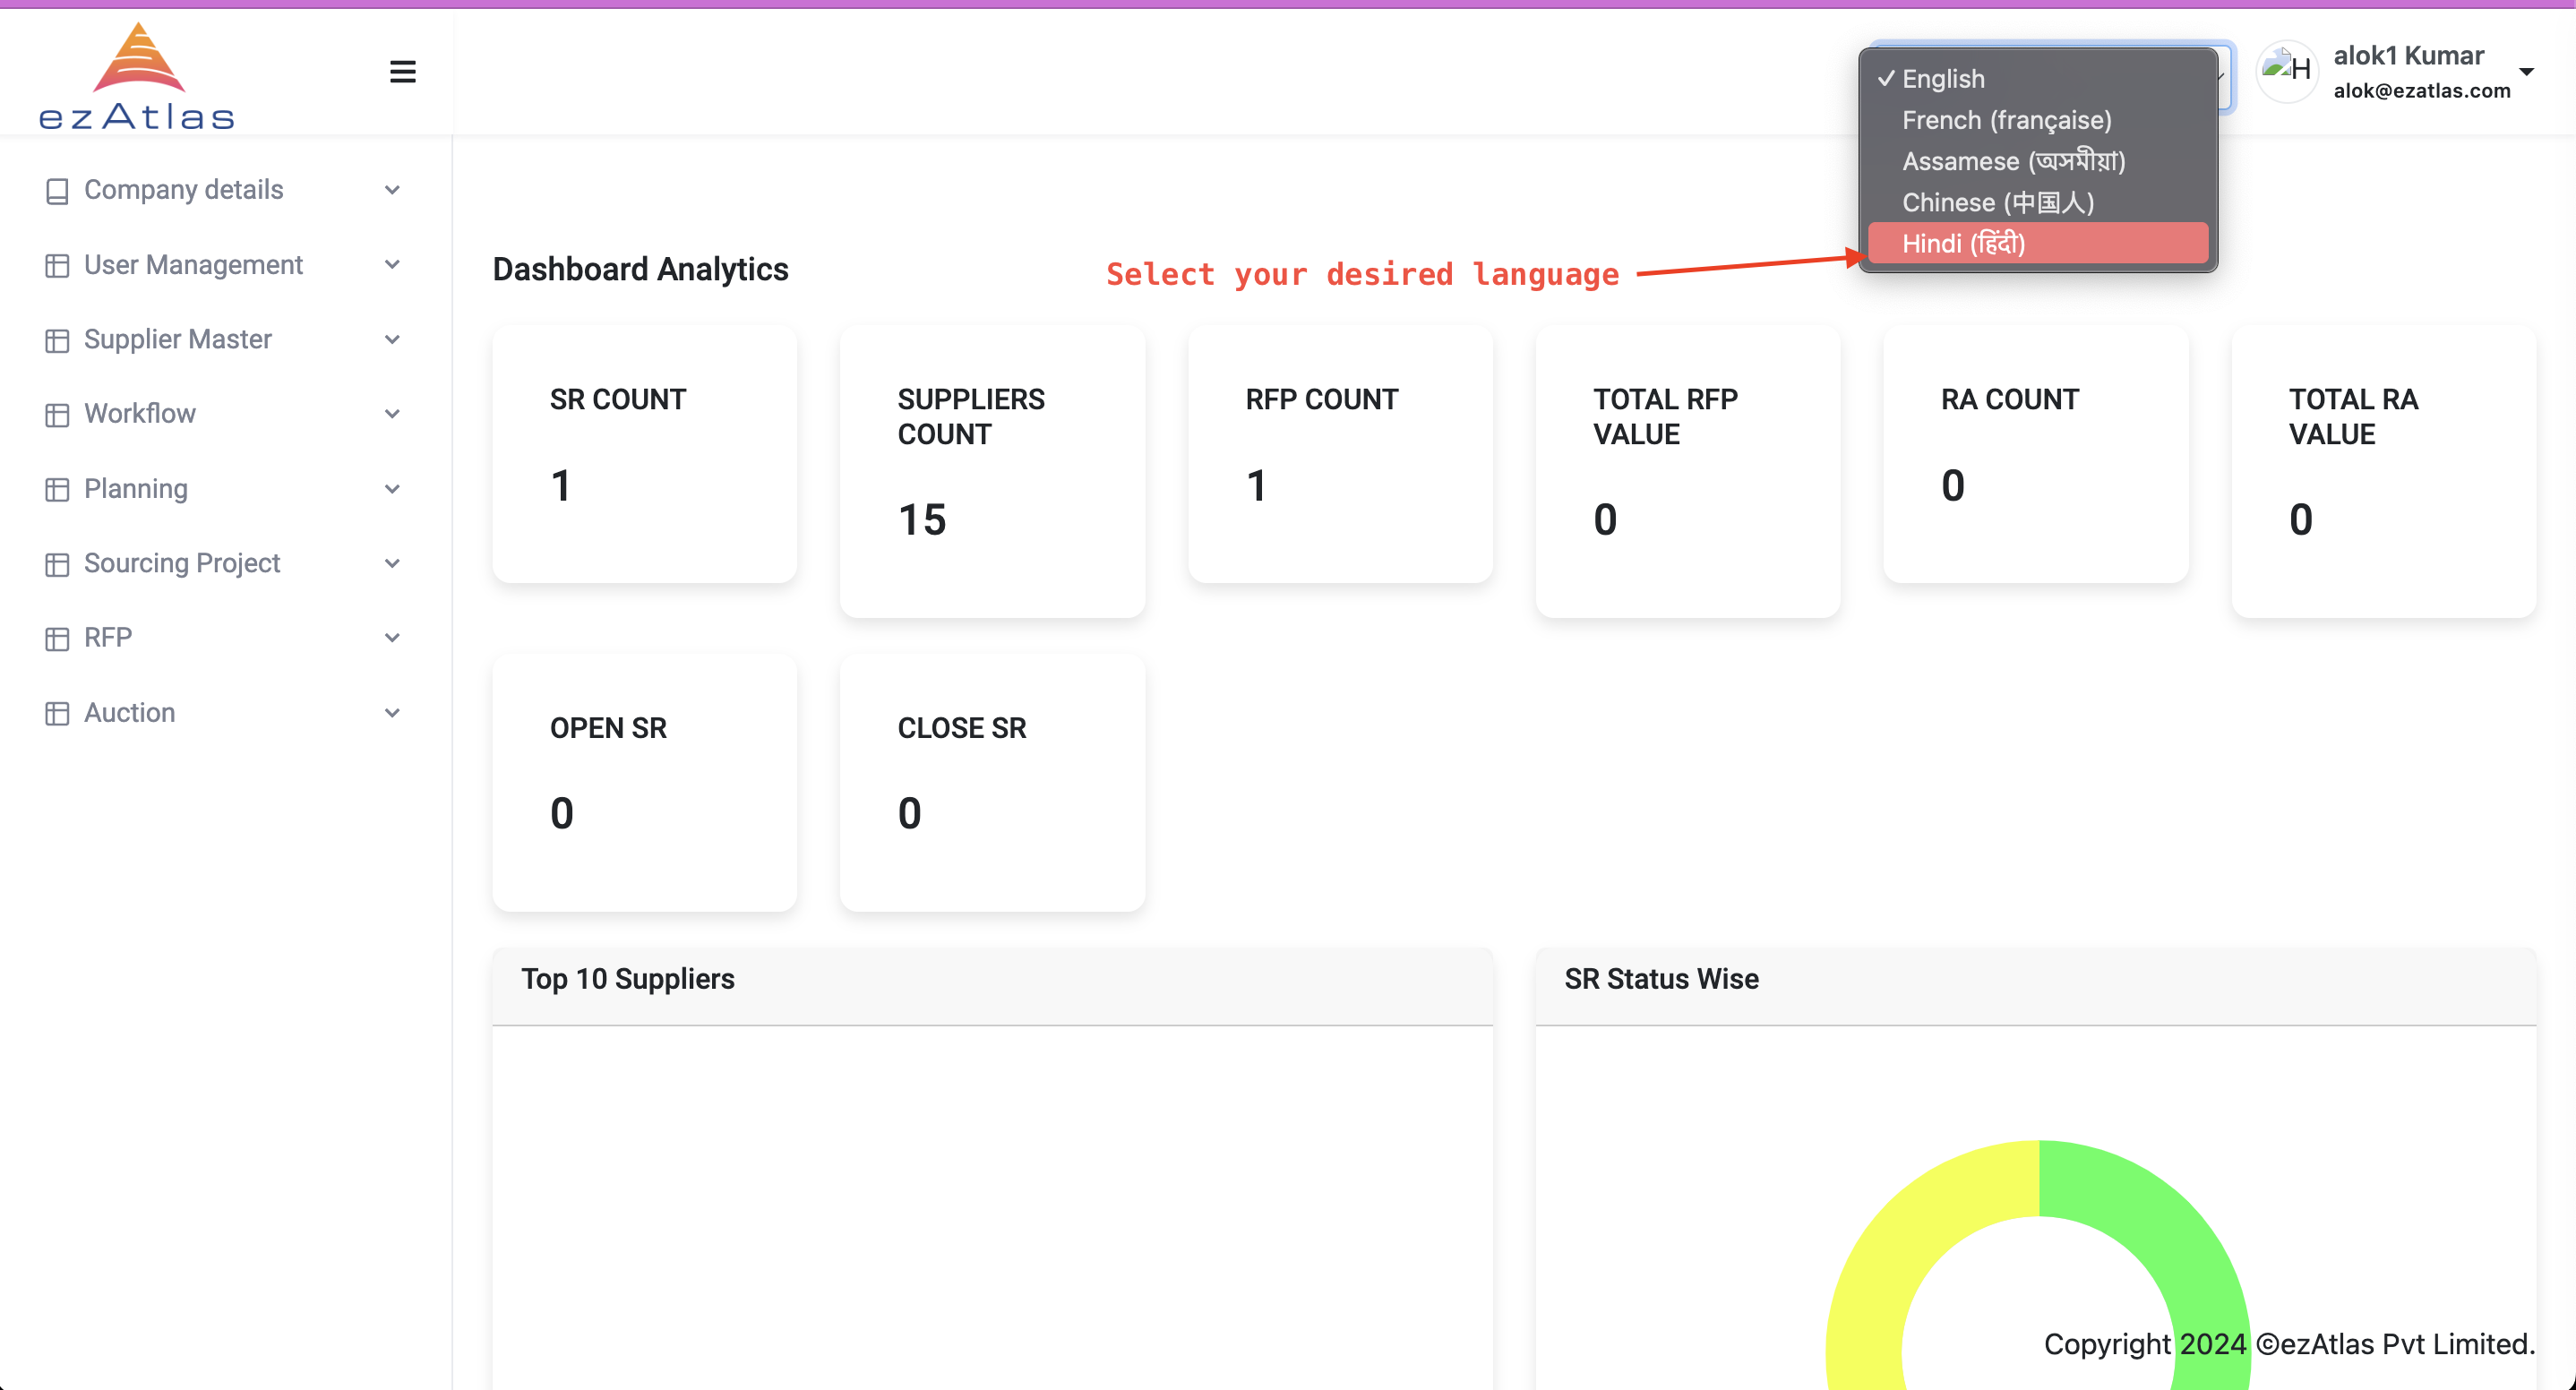 ezAtlas
English
French (française)
Assamese (অসমীয়া)
Chinese (中国人)
Hindi (हिंदी)
H
alok1 Kumar
alok@ezatlas.com
Company details
User Management
Supplier Master
Workflow
Planning
Sourcing Project
RFP
Auction
Dashboard Analytics
Select your desired language
SR COUNT
1
SUPPLIERS
COUNT
15
RFP COUNT
1
TOTAL RFP
VALUE
0
RA COUNT
0
TOTAL RA
VALUE
0
OPEN SR
0
CLOSE SR
0
Top 10 Suppliers
SR Status Wise
Copyright 2024 ©ezAtlas Pvt Limited.